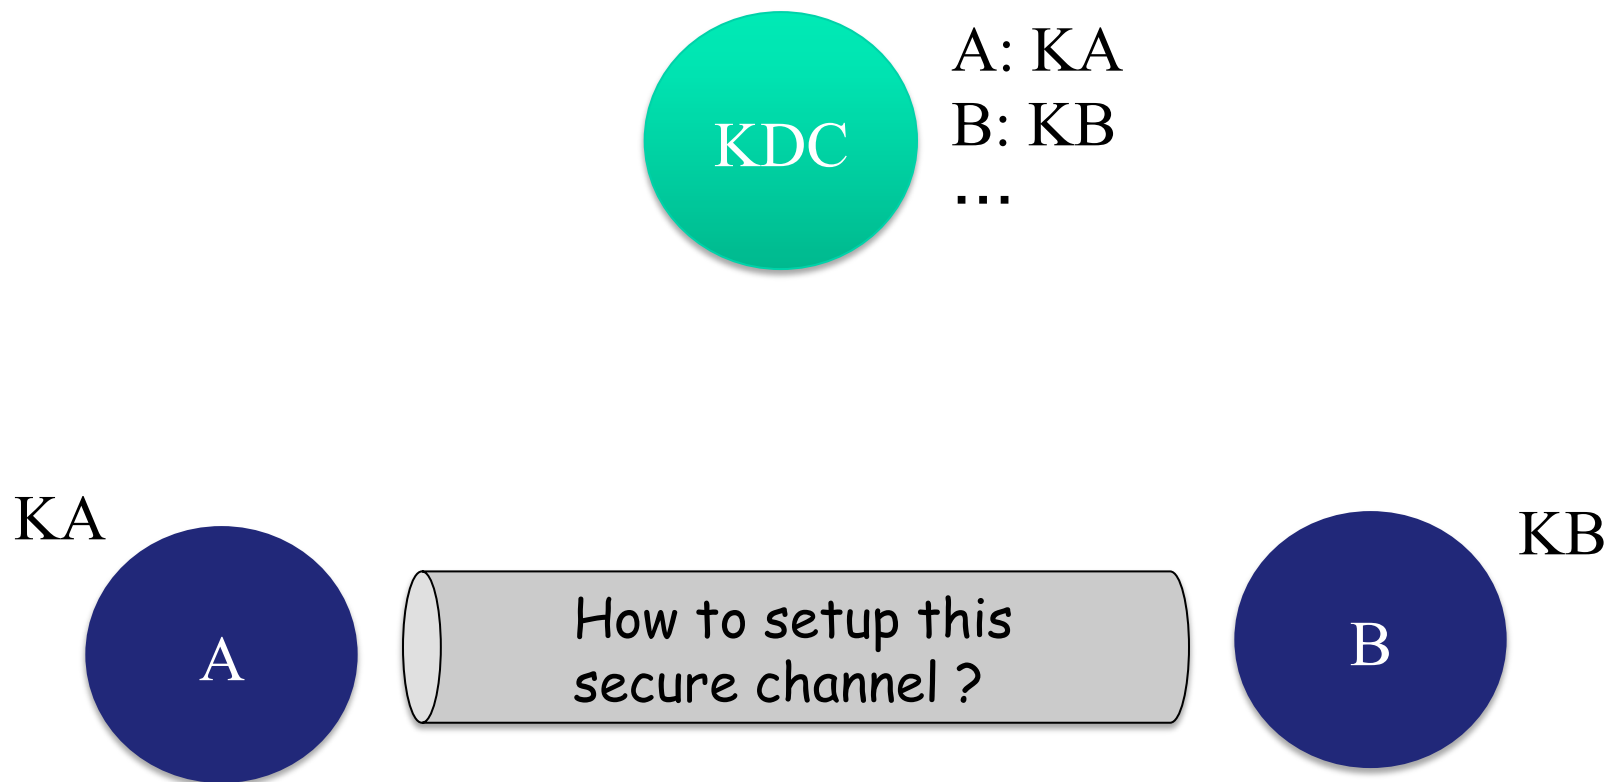 A: KA
KDC
B: KB
...
KA
KB
How to setup this
A
B
secure channel ?